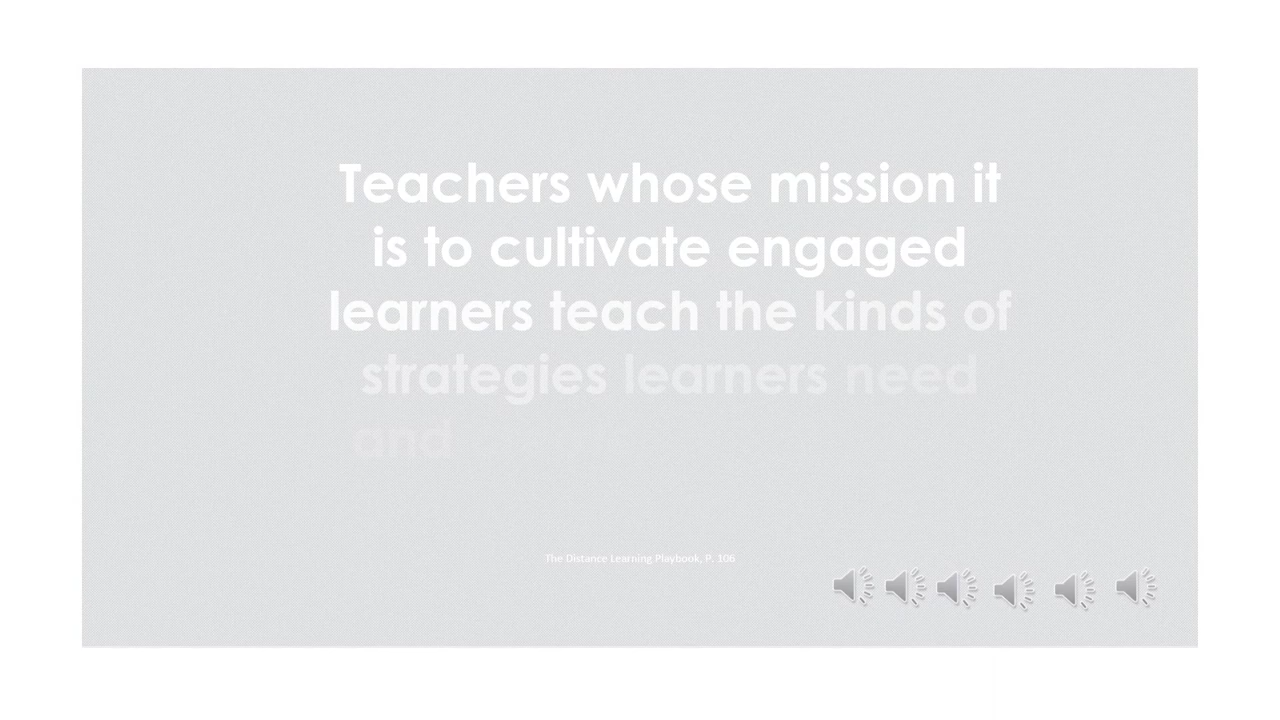 Teachers whose mission it
is to cultivate engaged
learners teach the kinds of
strategies learners need
and
The Distance Learning Playbook, P. 106